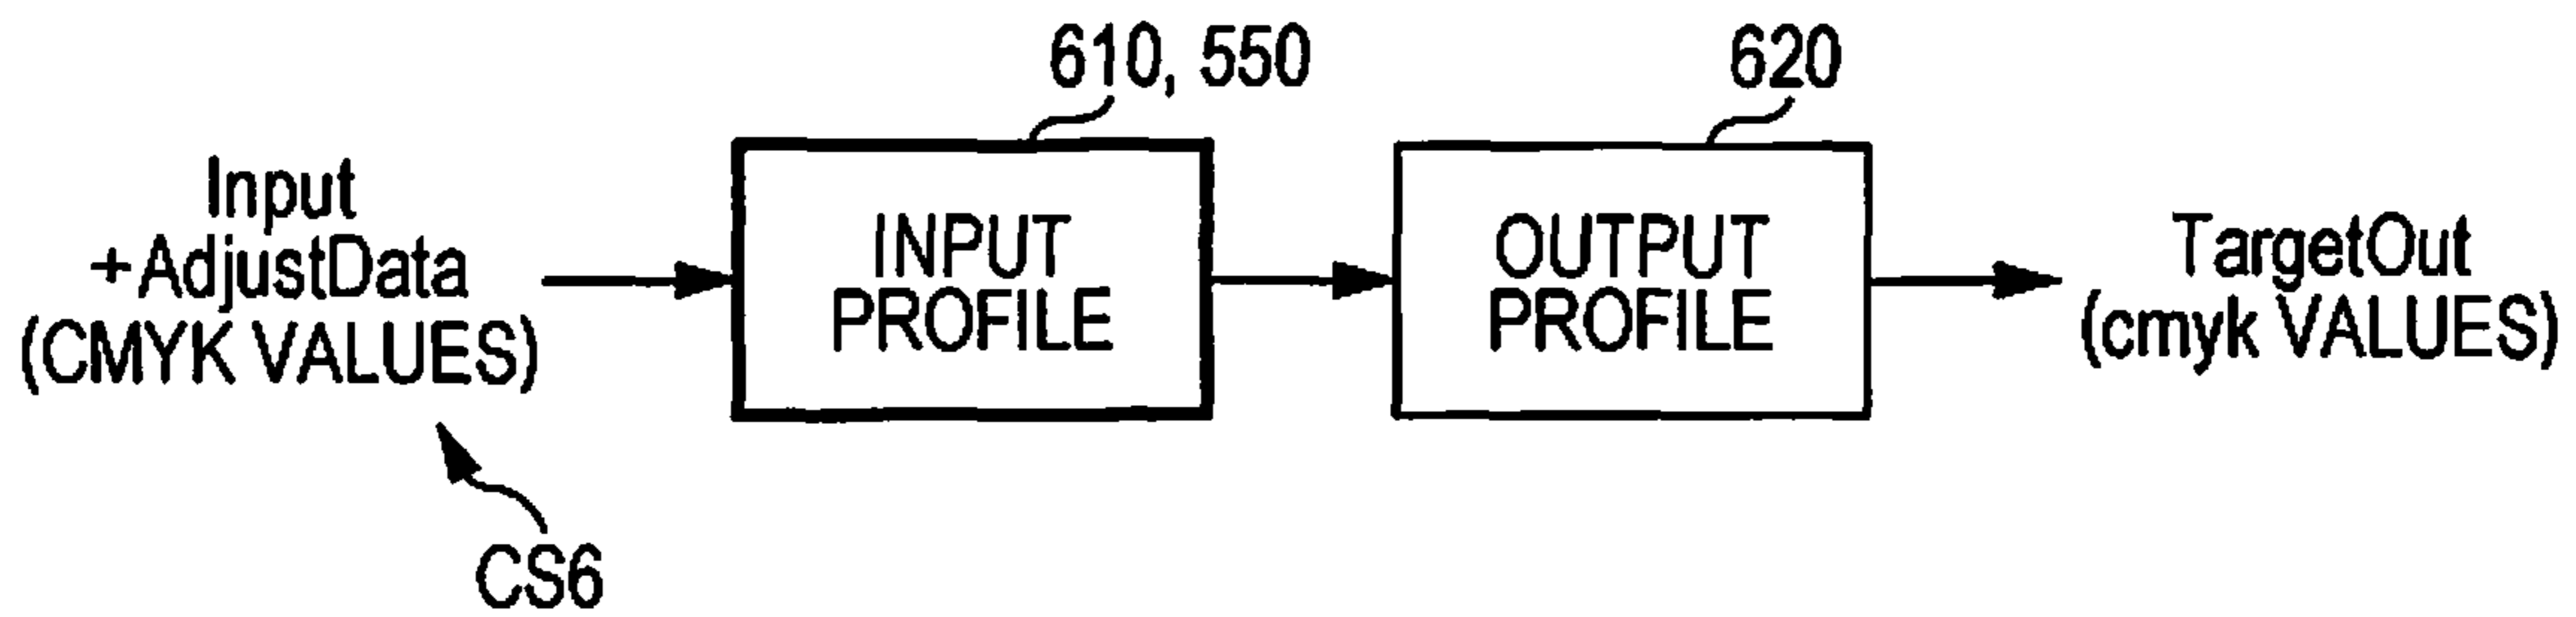 610, 550
620
Input
+AdjustData
(CMYK VALUES)
INPUT
PROFILE
OUTPUT
PROFILE
TargetOut
(cmyk VALUES)
CS6